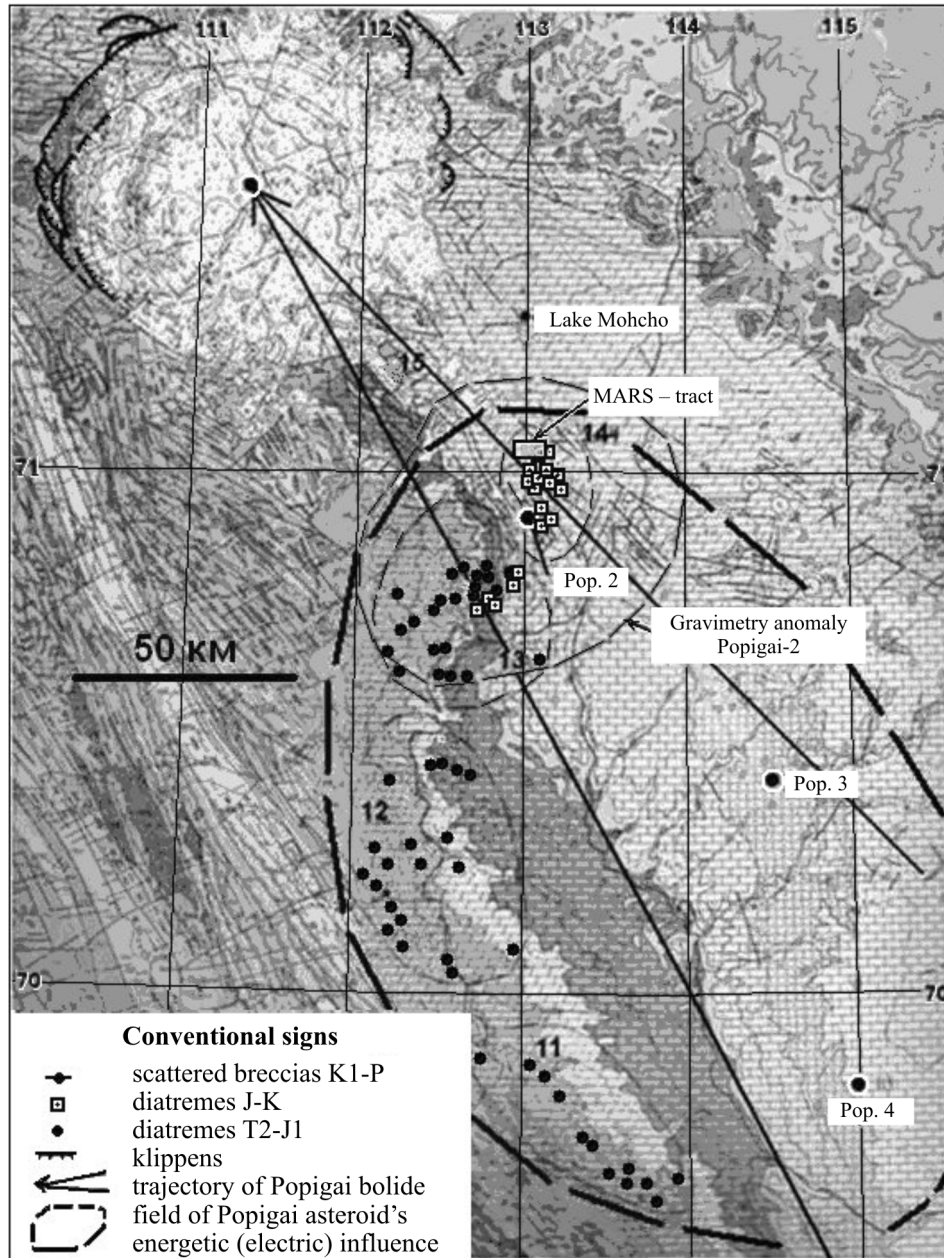 111
112
113
114
115
Lake Mohcho
15
MARS – tract
14
71
Pop. 2
Gravimetry anomaly
Popigai-2
50 км
13
Pop. 3
12
70
70
Conventional signs
11
scattered breccias K1-P
diatremes J-K
diatremes T2-J1
Pop. 4
klippens
trajectory of Popigai bolide
field of Popigai asteroid's
energetic (electric) influence